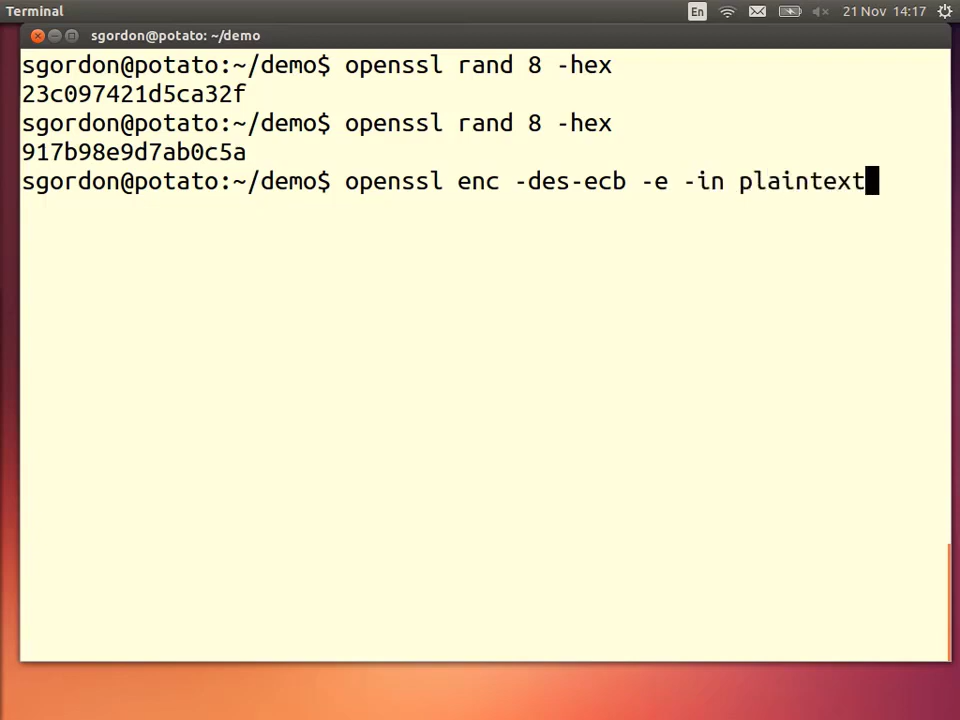 Terminal
En
21 Nov 14:17
sgordon@potato: ~/demo
sgordon@potato:~/demo$ openssl rand 8 -hex
23c097421d5ca32f
sgordon@potato:~/demo$ openssl rand 8 -hex
917b98e9d7ab0c5a
sgordon@potato:~/demo$ openssl enc -des-ecb -e -in plaintext